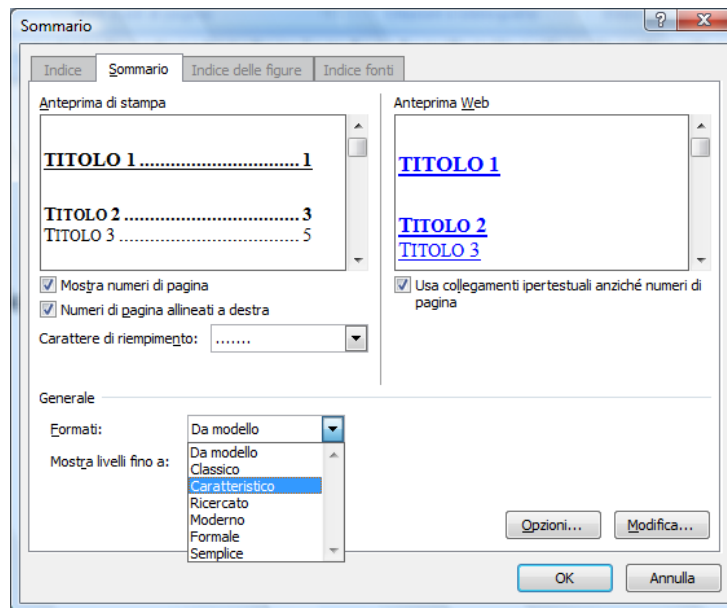 Sommario
Indice
Sommario
Indice delle figure
Indice fonti
Anteprima di stampa
TITOLO 1 ................................ 1
TITOLO 2 ................................... 3
TITOLO 3 .................................... 5
Mostra numeri di pagina
Numeri di pagina allineati a destra
Carattere di riempimento:
.......
Anteprima Web
TITOLO 1
TITOLO 2
TITOLO 3
Usa collegamenti ipertestuali anziché numeri di
pagina
Generale
Formati:
Da modello
Mostra livelli fino a:
Da modello
Classico
Caratteristico
Ricercato
Moderno
Formale
Semplice
Opzioni...
Modifica...
OK
Annulla